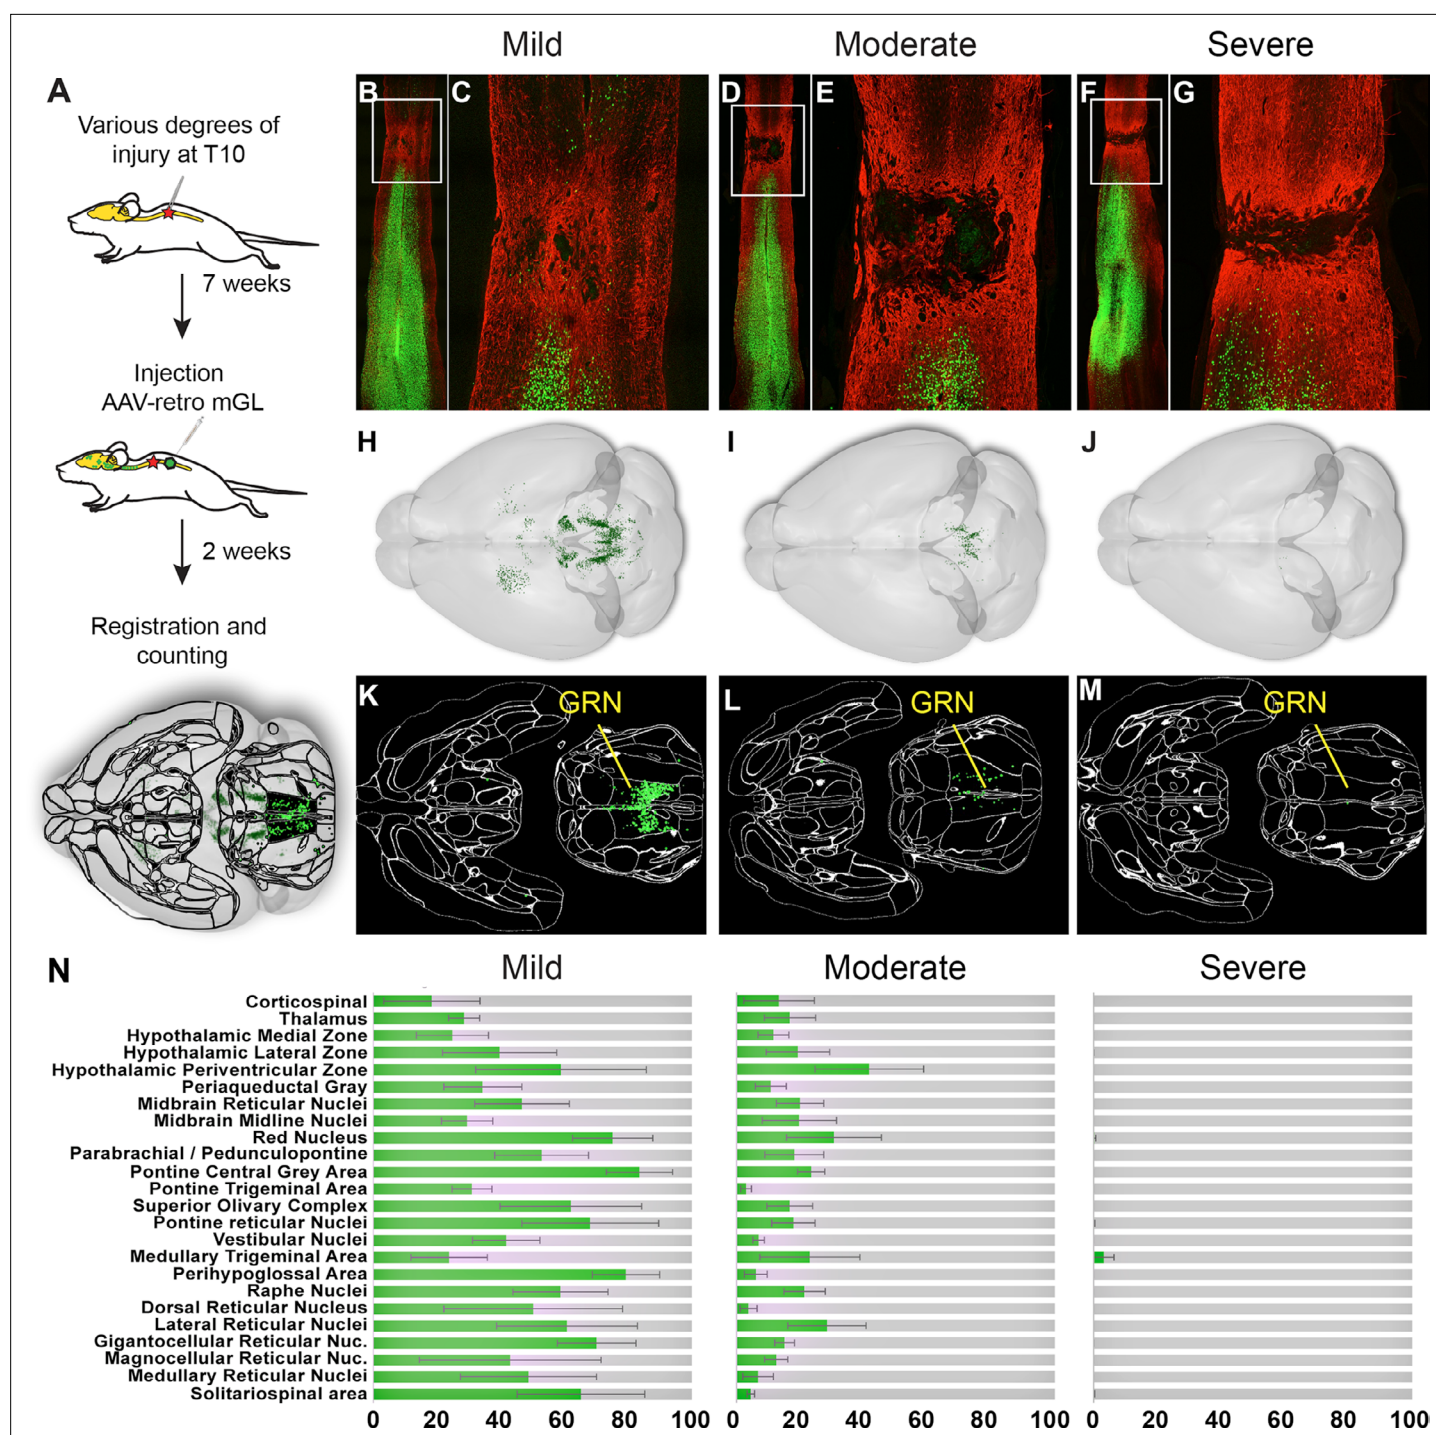 Mild
Moderate
Severe
A
Various degrees of
injury at T10
7 weeks
Injection
AAV-retro mGL
2 weeks
Registration and
counting
B
C
D
E
F
G
H
I
J
K
GRN
L
GRN
M
GRN
N
Mild
Moderate
Severe
Corticospinal
Thalamus
Hypothalamic Medial Zone
Hypothalamic Lateral Zone
Hypothalamic Periventricular Zone
Periaqueductal Gray
Midbrain Reticular Nuclei
Midbrain Midline Nuclei
Red Nucleus
Parabrachial / Pedunculopontine
Pontine Central Grey Area
Pontine Trigeminal Area
Superior Olivary Complex
Pontine reticular Nuclei
Vestibular Nuclei
Medullary Trigeminal Area
Perihypoglossal Area
Raphe Nuclei
Dorsal Reticular Nucleus
Lateral Reticular Nuclei
Gigantocellular Reticular Nuc.
Magnocellular Reticular Nuc.
Medullary Reticular Nuclei
Solitariospinal area
0 20 40 60 80 100
0 20 40 60 80 100
0 20 40 60 80 100